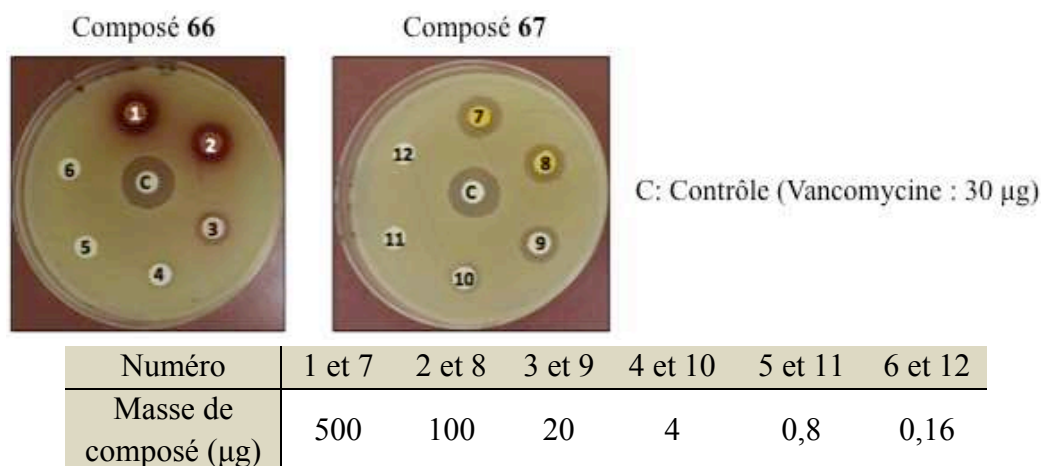 Composé 66 Composé 67
1
2
3
4
5
6
C
7
8
9
10
11
12
C
C: Contrôle (Vancomycine : 30 µg)
Numéro 1 et 7 2 et 8 3 et 9 4 et 10 5 et 11 6 et 12
Masse de composé (µg) 500 100 20 4 0,8 0,16